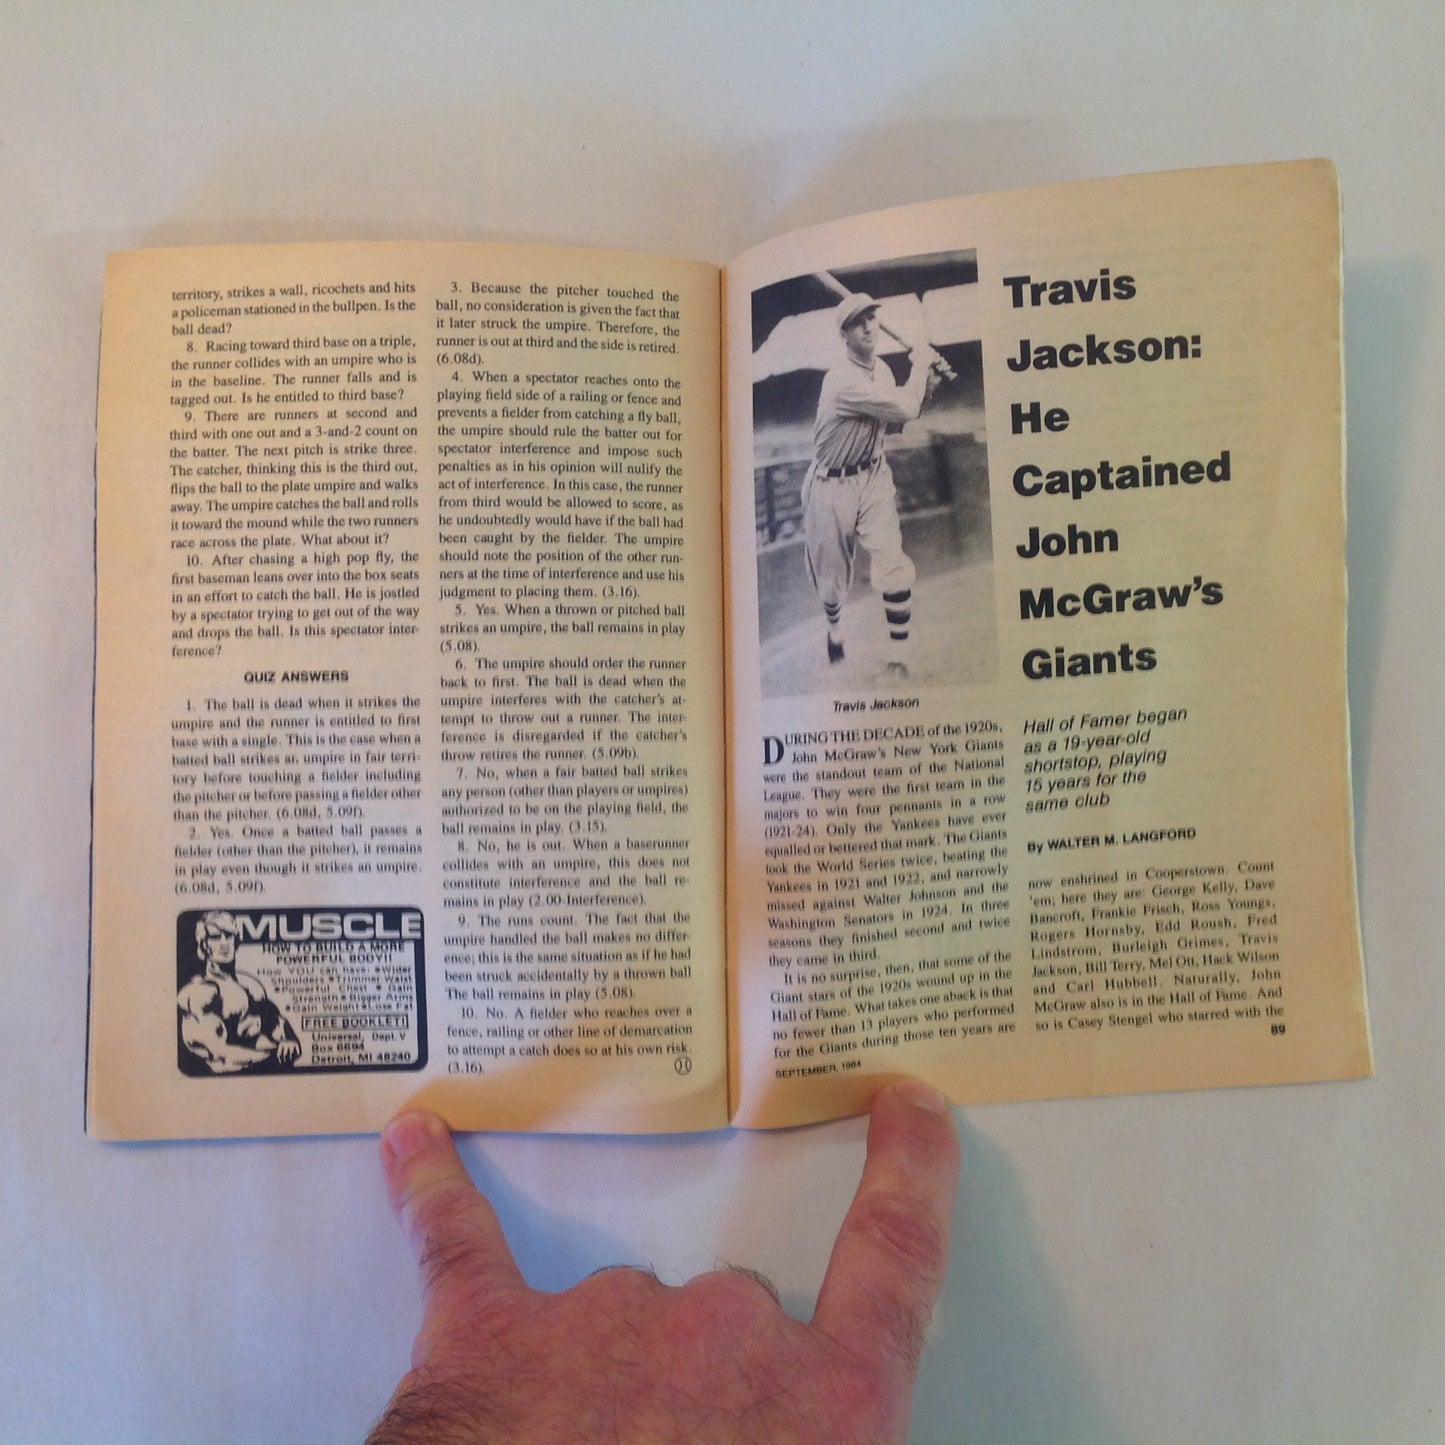 territory, strikes a wall, ricochets and hits
a policeman stationed in the bullpen. Is the
ball dead?
8. Racing toward third base on a triple,
the runner collides with an umpire who is
in the baseline. The runner falls and is
tagged out. Is he entitled to third base?
9. There are runners at second and
third with one out and a 3-and-2 count on
the batter. The next pitch is strike three.
The catcher, thinking this is the third out,
flips the ball to the plate umpire and walks
away. The umpire catches the ball and rolls
it toward the mound while the two runners
race across the plate. What about it?
10. After chasing a high pop fly, the
first baseman leans over into the box seats
in an effort to catch the ball. He is jostled
by a spectator trying to get out of the way
and drops the ball. Is this spectator inter-
ference?
QUIZ ANSWERS
1. The ball is dead when it strikes the
umpire and the runner is entitled to first
base with a single. This is the case when a
batted ball strikes an umpire in fair terri-
tory before touching a fielder including
the pitcher or before passing a fielder other
than the pitcher. (6.08d, 5.09f).
2. Yes. Once a batted ball passes a
fielder (other than the pitcher), it remains
in play even though it strikes an umpire.
(6.08d, 5.09f).
MUSCLE
HOW TO BUILD A MORE
POWERFUL BODY!!
How YOU can have: •Wider
Shoulders •Trimmer Waist
•Powerful Chest • Gain
Strength •Bigger Arms
•Gain Weight •Lose Fat
FREE BOOKLET!
Universal, Dept. V
Box 6694
Detroit, MI 48240
3. Because the pitcher touched the
ball, no consideration is given the fact that
it later struck the umpire. Therefore, the
runner is out at third and the side is retired.
(6.08d).
4. When a spectator reaches onto the
playing field side of a railing or fence and
prevents a fielder from catching a fly ball,
the umpire should rule the batter out for
spectator interference and impose such
penalties as in his opinion will nullify the
act of interference. In this case, the runner
from third would be allowed to score, as
he undoubtedly would have if the ball had
been caught by the fielder. The umpire
should note the position of the other run-
ners at the time of interference and use his
judgment to placing them. (3.16).
5. Yes. When a thrown or pitched ball
strikes an umpire, the ball remains in play
(5.08).
6. The umpire should order the runner
back to first. The ball is dead when the
umpire interferes with the catcher's at-
tempt to throw out a runner. The inter-
ference is disregarded if the catcher's
throw retires the runner. (5.09b).
7. No, when a fair batted ball strikes
any person (other than players or umpires)
authorized to be on the playing field, the
ball remains in play. (3.15).
8. No, he is out. When a baserunner
collides with an umpire, this does not
constitute interference and the ball re-
mains in play (2.00-Interference).
9. The runs count. The fact that the
umpire handled the ball makes no differ-
ence; this is the same situation as if he had
been struck accidentally by a thrown ball
The ball remains in play (5.08).
10. No. A fielder who reaches over a
fence, railing or other line of demarcation
to attempt a catch does so at his own risk.
(3.16).
Travis
Jackson:
He
Captained
John
McGraw's
Giants
Travis Jackson
Hall of Famer began
as a 19-year-old
shortstop, playing
15 years for the
same club
By WALTER M. LANGFORD
DURING THE DECADE of the 1920s,
John McGraw's New York Giants
were the standout team of the National
League. They were the first team in the
majors to win four pennants in a row
(1921-24). Only the Yankees have ever
equalled or bettered that mark. The Giants
took the World Series twice, beating the
Yankees in 1921 and 1922, and narrowly
missed against Walter Johnson and the
Washington Senators in 1924. In three
seasons they finished second and twice
they came in third.
It is no surprise, then, that some of the
Giant stars of the 1920s wound up in the
Hall of Fame. What takes one aback is that
no fewer than 13 players who performed
for the Giants during those ten years are
now enshrined in Cooperstown. Count
'em; here they are: George Kelly, Dave
Bancroft, Frankie Frisch, Ross Youngs,
Rogers Hornsby, Edd Roush, Fred
Lindstrom, Burleigh Grimes, Travis
Jackson, Bill Terry, Mel Ott, Hack Wilson
and Carl Hubbell. Naturally, John
McGraw also is in the Hall of Fame. And
so is Casey Stengel who starred with the
SEPTEMBER, 1984
89